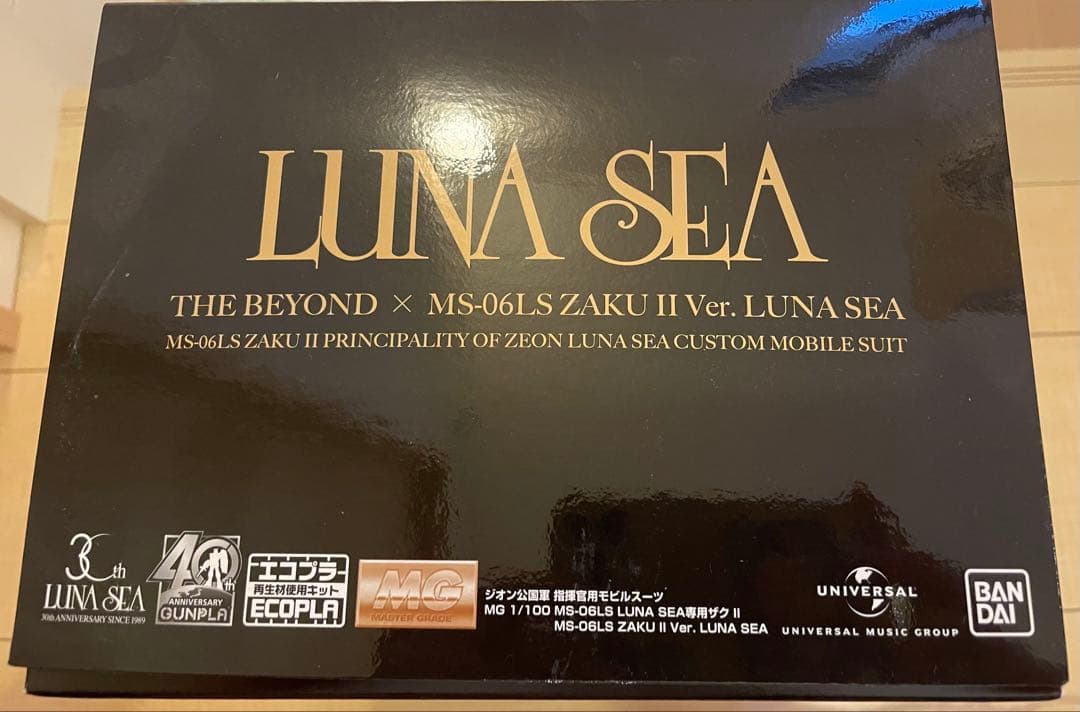 LUNA SEA
THE BEYOND × MS-06LS ZAKU II Ver. LUNA SEA
MS-06LS ZAKU II PRINCIPALITY OF ZEON LUNA SEA CUSTOM MOBILE SUIT
30th
LUNA SEA
30th ANNIVERSARY SINCE 1989
40th
ANNIVERSARY
GUNPLA
エコプラ
再生材使用キット
ECOPLA
MG
MASTER GRADE
ジオン公国軍 指揮官用モビルスーツ
MG 1/100 MS-06LS LUNA SEA専用ザク II
MS-06LS ZAKU II Ver. LUNA SEA
UNIVERSAL
UNIVERSAL MUSIC GROUP
BAN
DAI